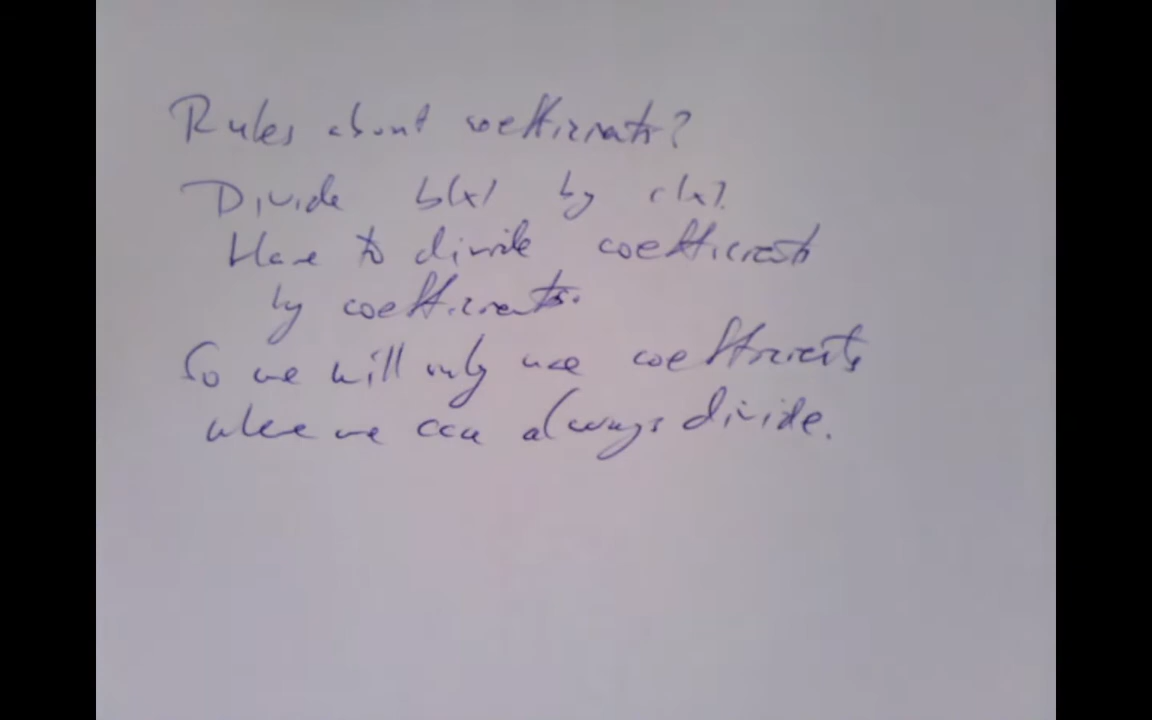 Rules about coefficients?
Divide b(x) by c(x).
Have to divide coefficients
by coefficients.
So we will only use coefficients
where we can always divide.